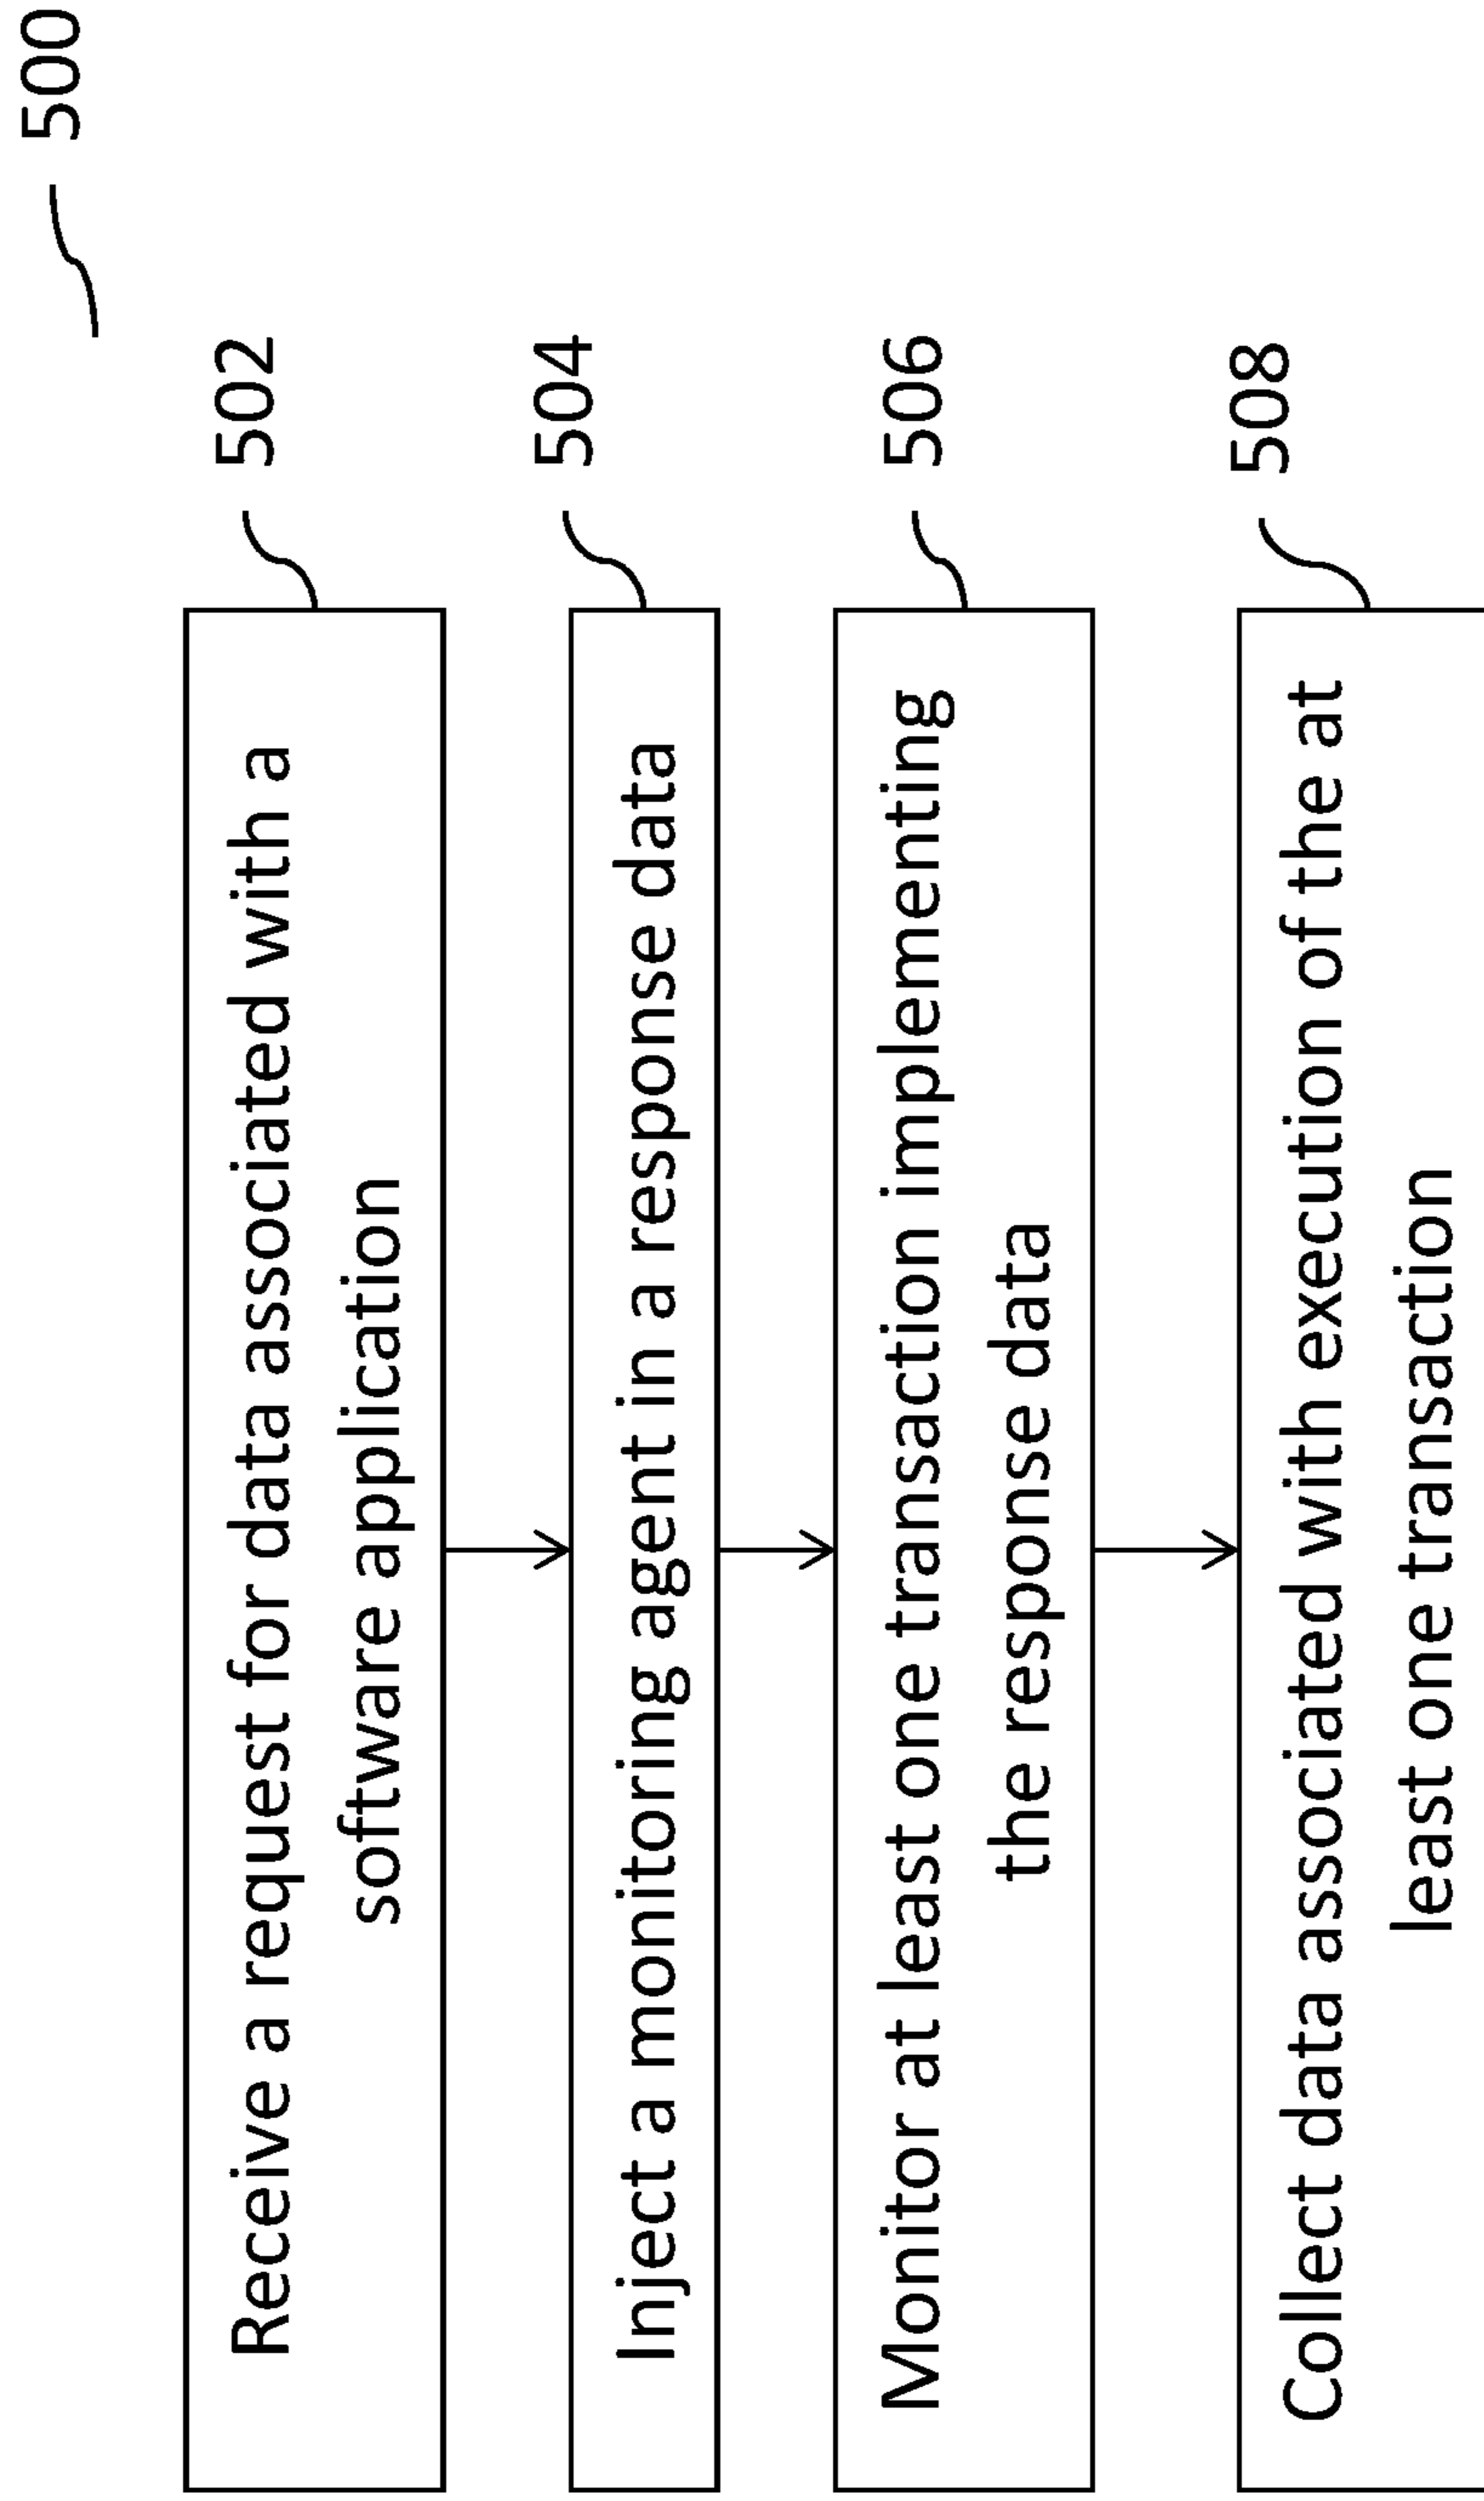 500
502
Receive a request for data associated with a
software application
504
Inject a monitoring agent in a response data
506
Monitor at least one transaction implementing
the response data
508
Collect data associated with execution of the at
least one transaction